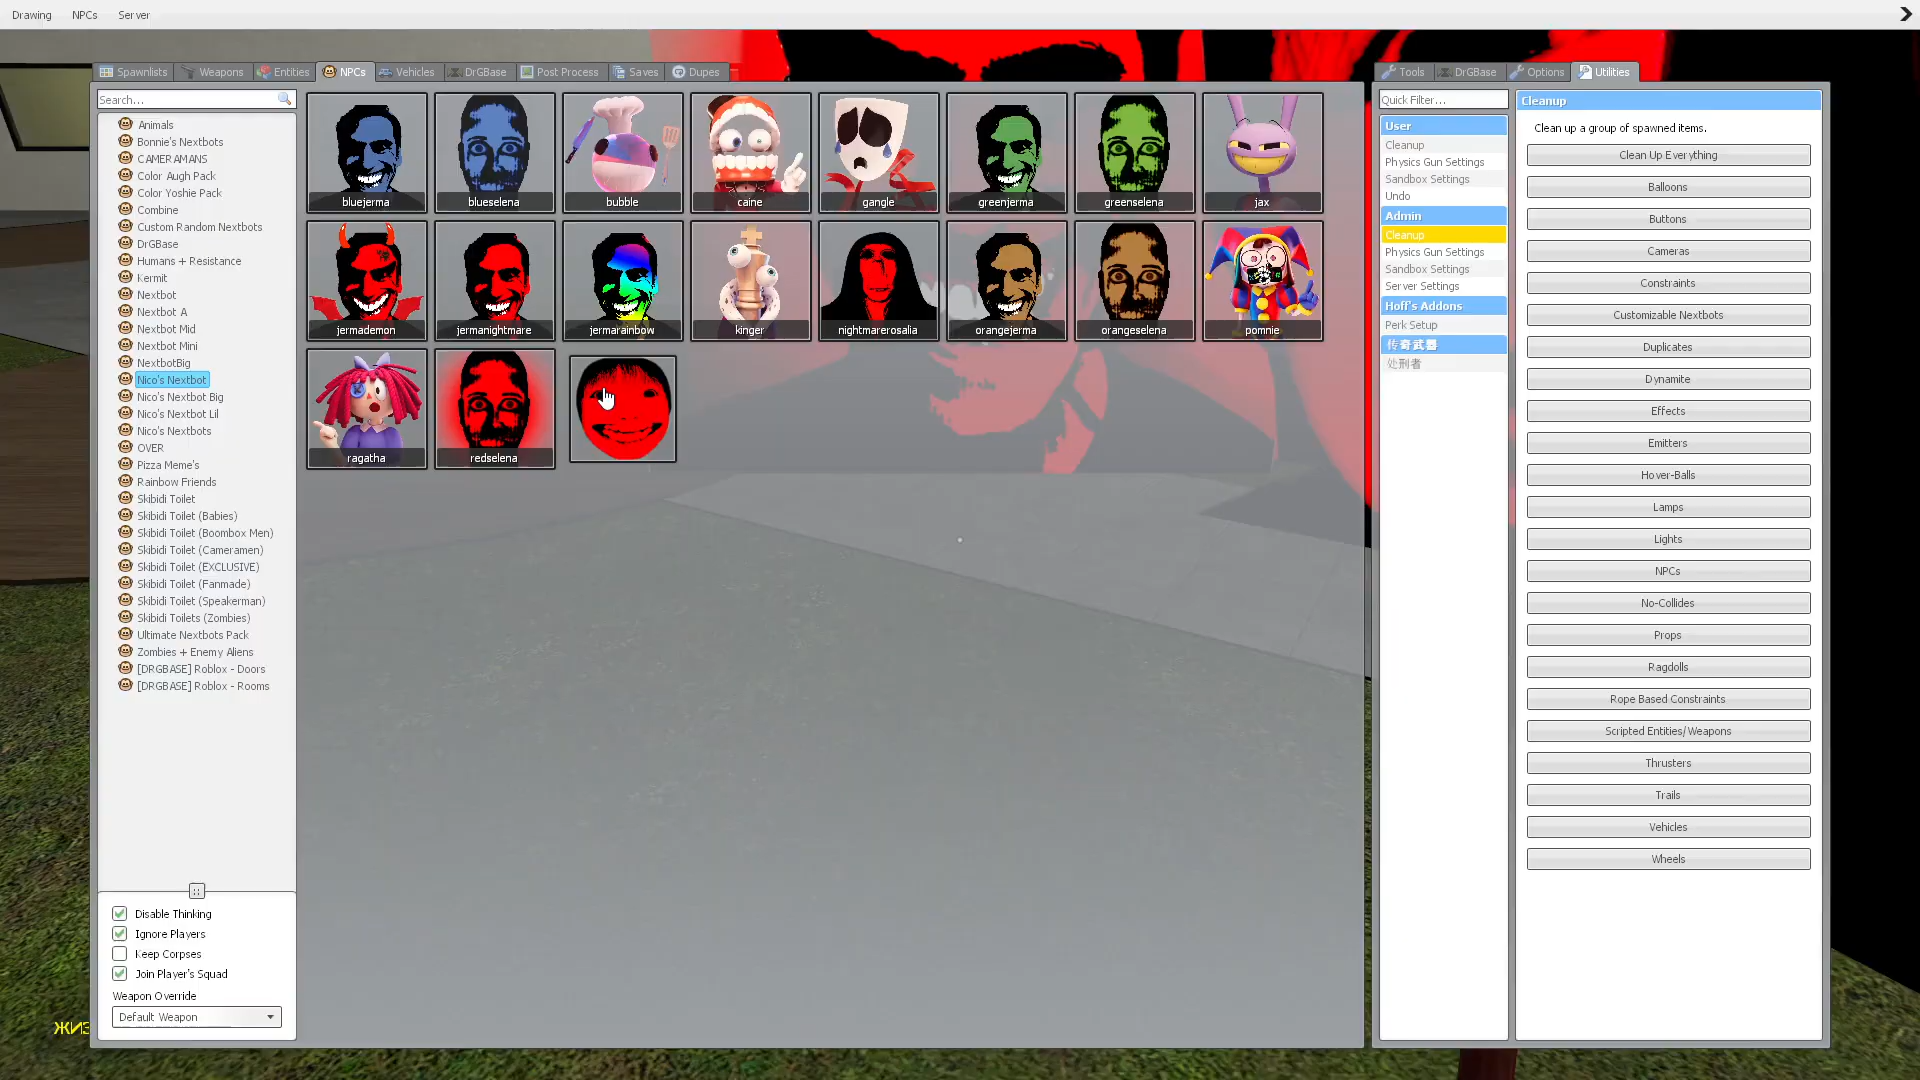 Drawing NPCs Server
Spawnlists Weapons Entities NPCs Vehicles DrGBase Post Process Saves Dupes
Search...
Animals
Bonnie's Nextbots
CAMERAMANS
Color Augh Pack
Color Yoshie Pack
Combine
Custom Random Nextbots
DrGBase
Humans + Resistance
Kermit
Nextbot
Nextbot A
Nextbot Mid
Nextbot Mini
NextbotBig
Nico's Nextbot
Nico's Nextbot Big
Nico's Nextbot Lil
Nico's Nextbots
OVER
Pizza Meme's
Rainbow Friends
Skibidi Toilet
Skibidi Toilet (Babies)
Skibidi Toilet (Boombox Men)
Skibidi Toilet (Cameramen)
Skibidi Toilet (EXCLUSIVE)
Skibidi Toilet (Fanmade)
Skibidi Toilet (Speakerman)
Skibidi Toilets (Zombies)
Ultimate Nextbots Pack
Zombies + Enemy Aliens
[DRGBASE] Roblox - Doors
[DRGBASE] Roblox - Rooms
Disable Thinking
Ignore Players
Keep Corpses
Join Player's Squad
Weapon Override
Default Weapon
ЖИЗ
bluejerma blueselena bubble caine gangle greenjerma greenselena jax
jermademon jermanightmare jermarainbow kinger nightmarerosalia orangejerma orangeselena pomnie
ragatha redselena
Tools DrGBase Options Utilities
Quick Filter...
User
Cleanup
Physics Gun Settings
Sandbox Settings
Undo
Admin
Cleanup
Physics Gun Settings
Sandbox Settings
Server Settings
Hoff's Addons
Perk Setup
传奇武器
处刑者
Cleanup
Clean up a group of spawned items.
Clean Up Everything
Balloons
Buttons
Cameras
Constraints
Customizable Nextbots
Duplicates
Dynamite
Effects
Emitters
Hover-Balls
Lamps
Lights
NPCs
No-Collides
Props
Ragdolls
Rope Based Constraints
Scripted Entities/Weapons
Thrusters
Trails
Vehicles
Wheels